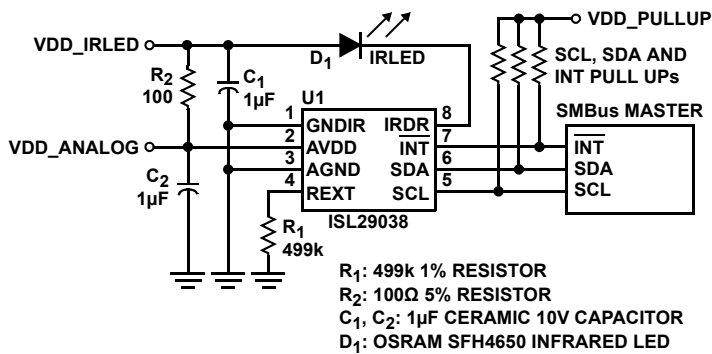 VDD_PULLUP
VDD_IRLED
D1
IRLED
SCL, SDA AND
INT PULL UPs
R2
100
C1
1µF
U1
SMBus MASTER
1
GNDIR
IRDR
8
VDD_ANALOG
2
AVDD
INT
7
INT
3
AGND
SDA
6
SDA
C2
1µF
4
REXT
SCL
5
SCL
ISL29038
R1
499k
R1: 499k 1% RESISTOR
R2: 100Ω 5% RESISTOR
C1, C2: 1µF CERAMIC 10V CAPACITOR
D1: OSRAM SFH4650 INFRARED LED